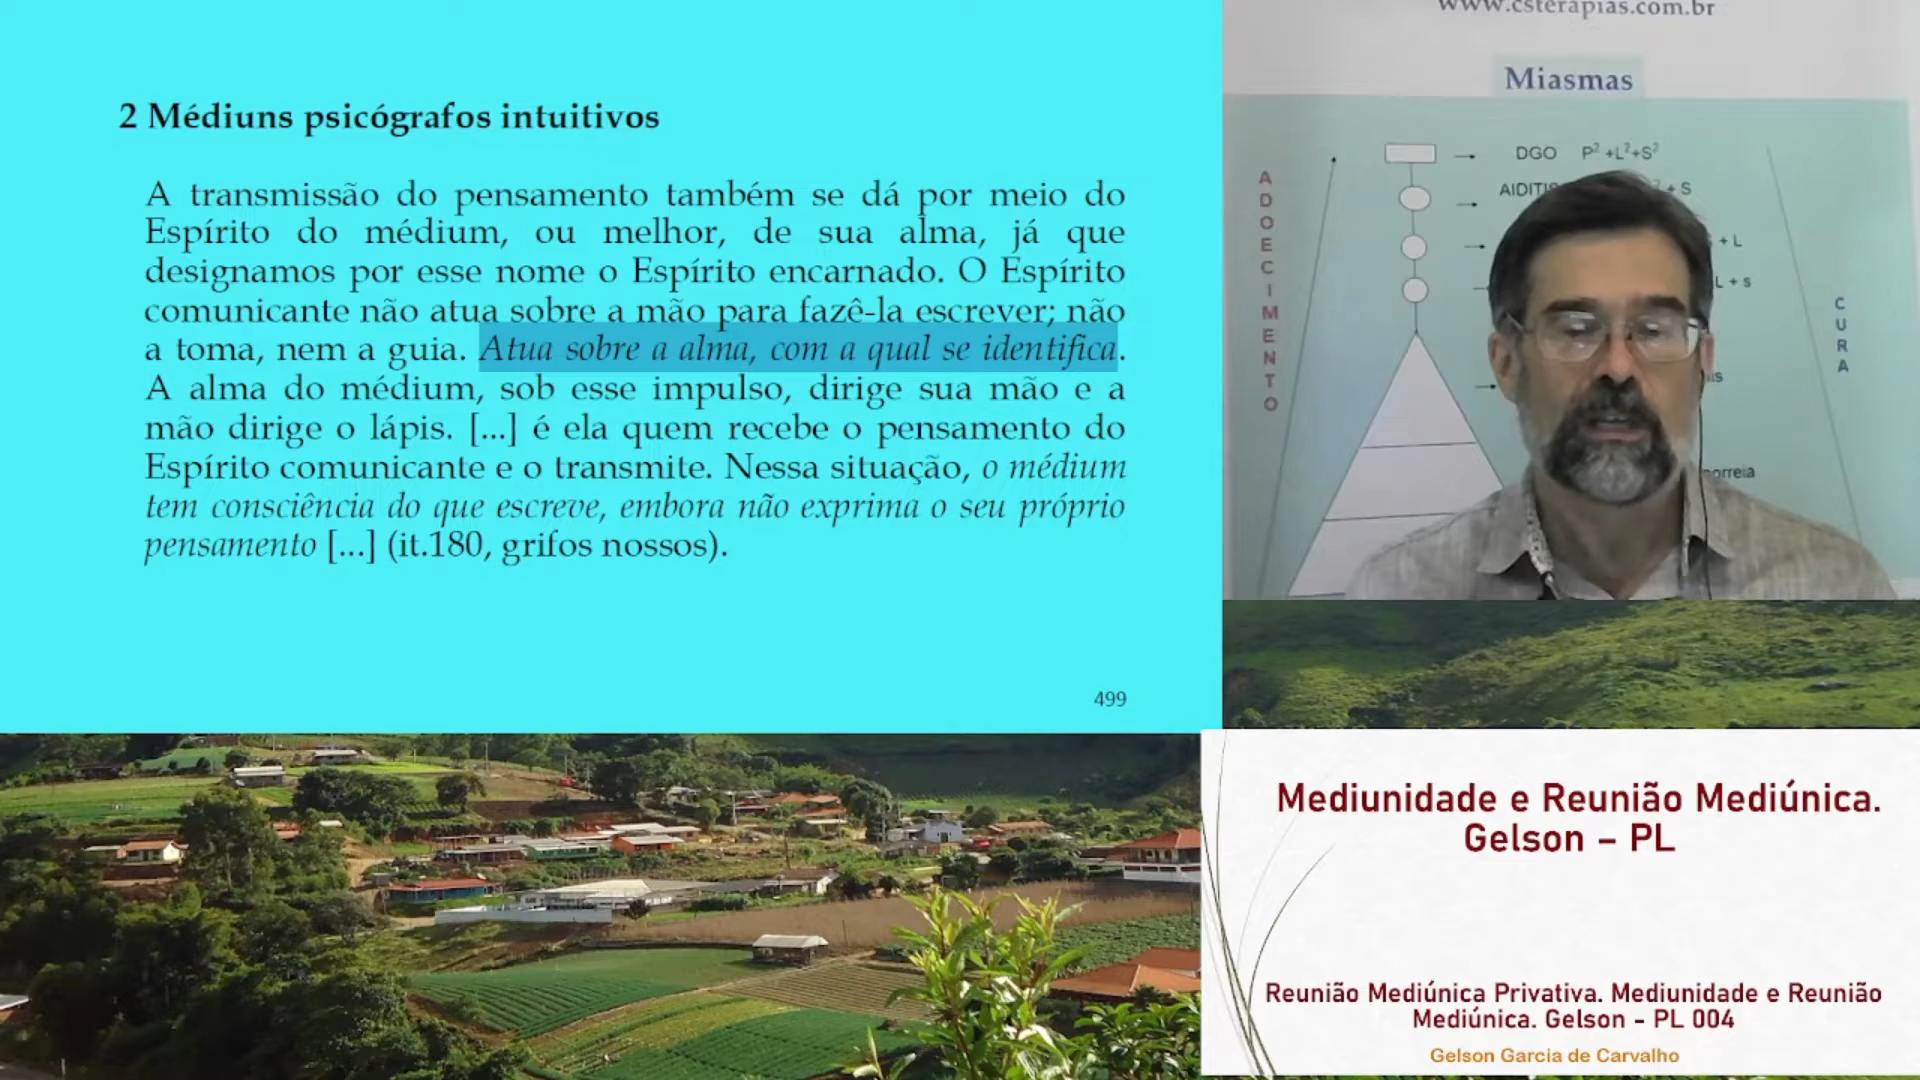 2 Médiuns psicógrafos intuitivos
A transmissão do pensamento também se dá por meio do
Espírito do médium, ou melhor, de sua alma, já que
designamos por esse nome o Espírito encarnado. O Espírito
comunicante não atua sobre a mão para fazê-la escrever; não
a toma, nem a guia. Atua sobre a alma, com a qual se identifica.
A alma do médium, sob esse impulso, dirige sua mão e a
mão dirige o lápis. [...] é ela quem recebe o pensamento do
Espírito comunicante e o transmite. Nessa situação, o médium
tem consciência do que escreve, embora não exprima o seu próprio
pensamento [...] (it.180, grifos nossos).
499
www.csterapias.com.br
Miasmas
DGO P² +L²+S²
+ S
+ L
L + s
ADOECIMENTO
CURA
Mediunidade e Reunião Mediúnica.
Gelson – PL
Reunião Mediúnica Privativa. Mediunidade e Reunião
Mediúnica. Gelson - PL 004
Gelson Garcia de Carvalho